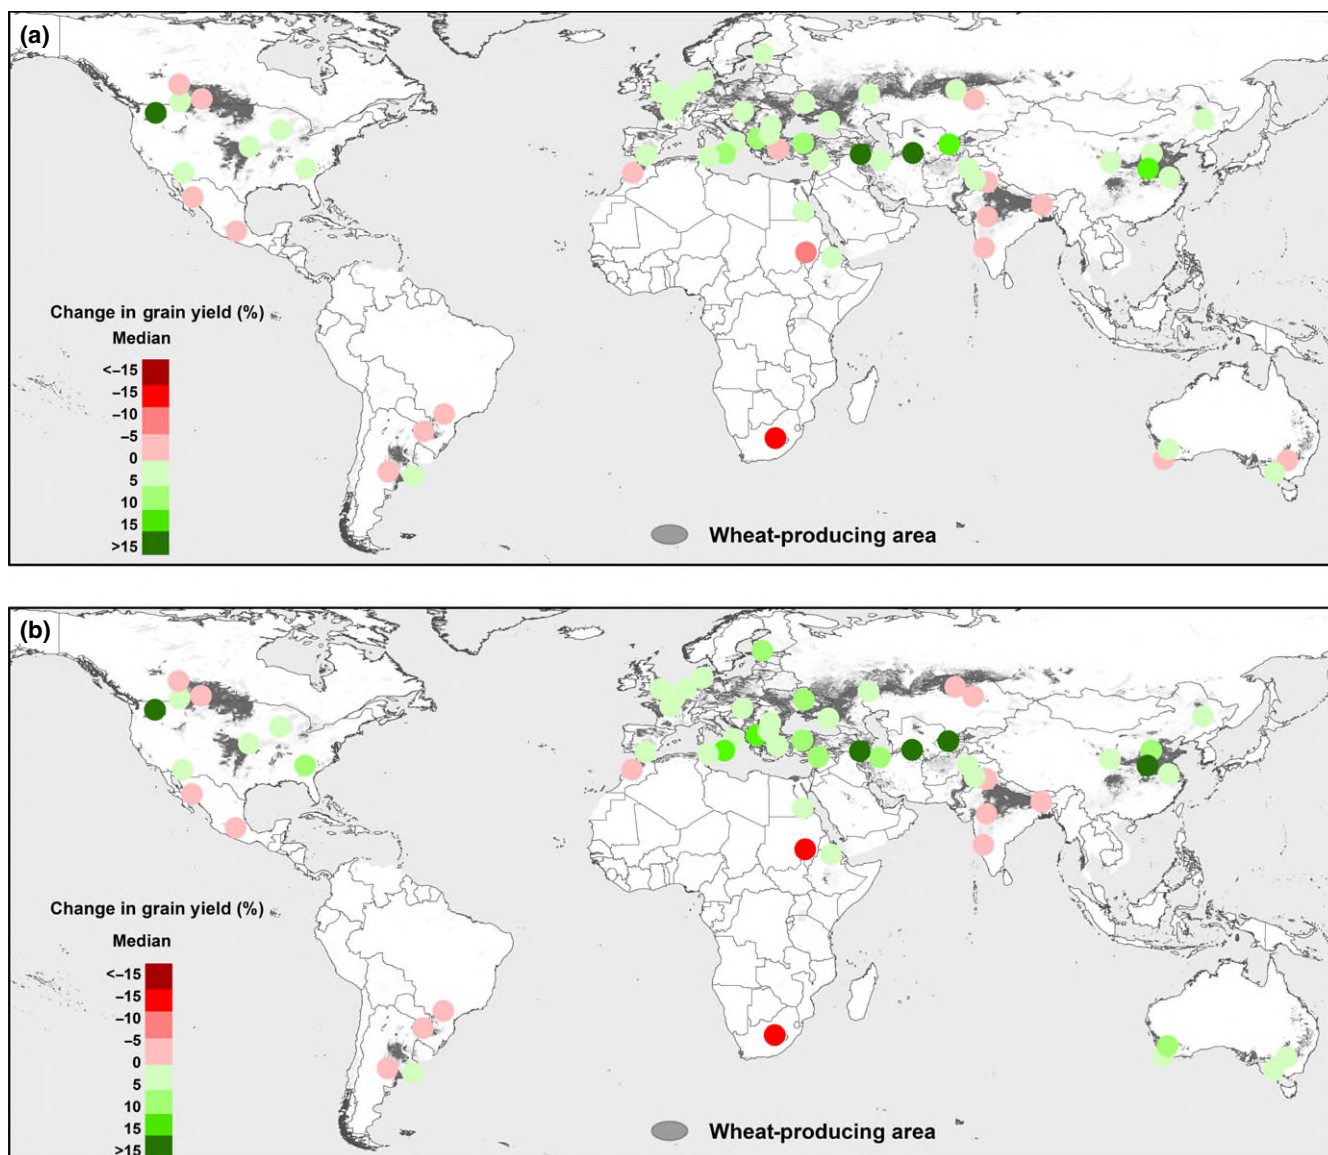 (a)
Change in grain yield (%)
Median
<–15
–15
–10
–5
0
5
10
15
>15
Wheat-producing area
(b)
Change in grain yield (%)
Median
<–15
–15
–10
–5
0
5
10
15
>15
Wheat-producing area